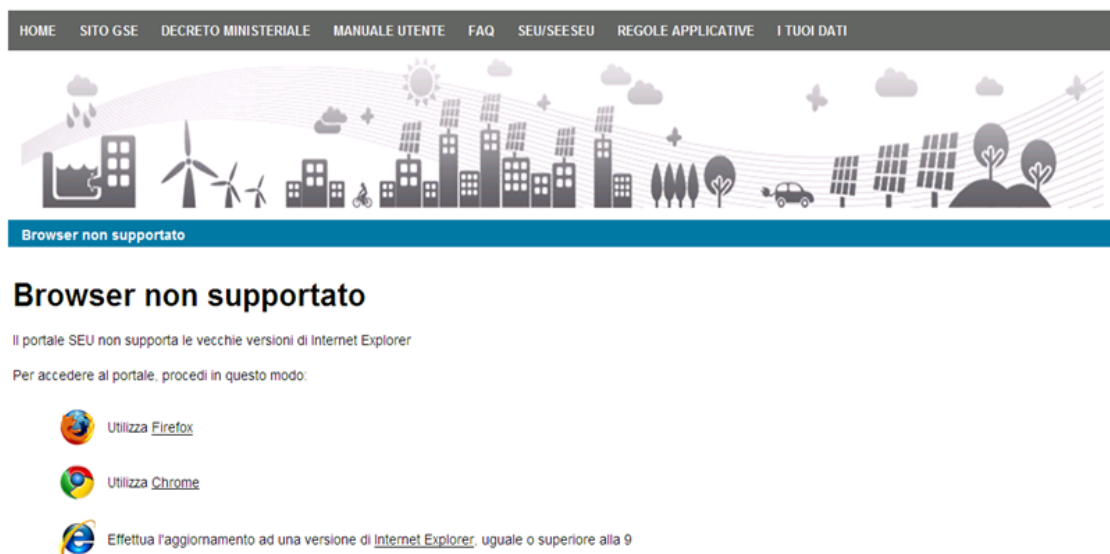 HOME SITO GSE DECRETO MINISTERIALE MANUALE UTENTE FAQ SEU/SEESEU REGOLE APPLICATIVE I TUOI DATI
Browser non supportato
Browser non supportato
Il portale SEU non supporta le vecchie versioni di Internet Explorer
Per accedere al portale, procedi in questo modo:
Utilizza Firefox
Utilizza Chrome
Effettua l'aggiornamento ad una versione di Internet Explorer, uguale o superiore alla 9